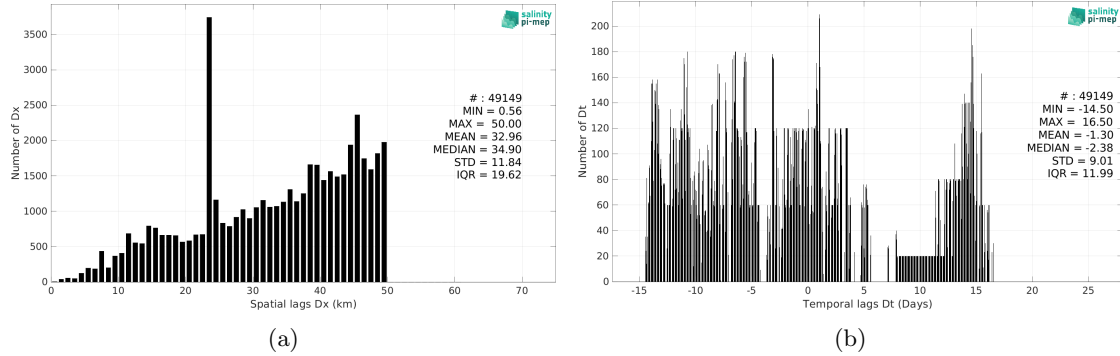 salinity
pi-mep
3500
3000
2500
2000
1500
1000
500
0
Number of Dx
# : 49149
MIN = 0.56
MAX = 50.00
MEAN = 32.96
MEDIAN = 34.90
STD = 11.84
IQR = 19.62
0 10 20 30 40 50 60 70
Spatial lags Dx (km)
(a)
salinity
pi-mep
200
180
160
140
120
100
80
60
40
20
0
Number of Dt
# : 49149
MIN = -14.50
MAX = 16.50
MEAN = -1.30
MEDIAN = -2.38
STD = 9.01
IQR = 11.99
-15 -10 -5 0 5 10 15 20 25
Temporal lags Dt (Days)
(b)